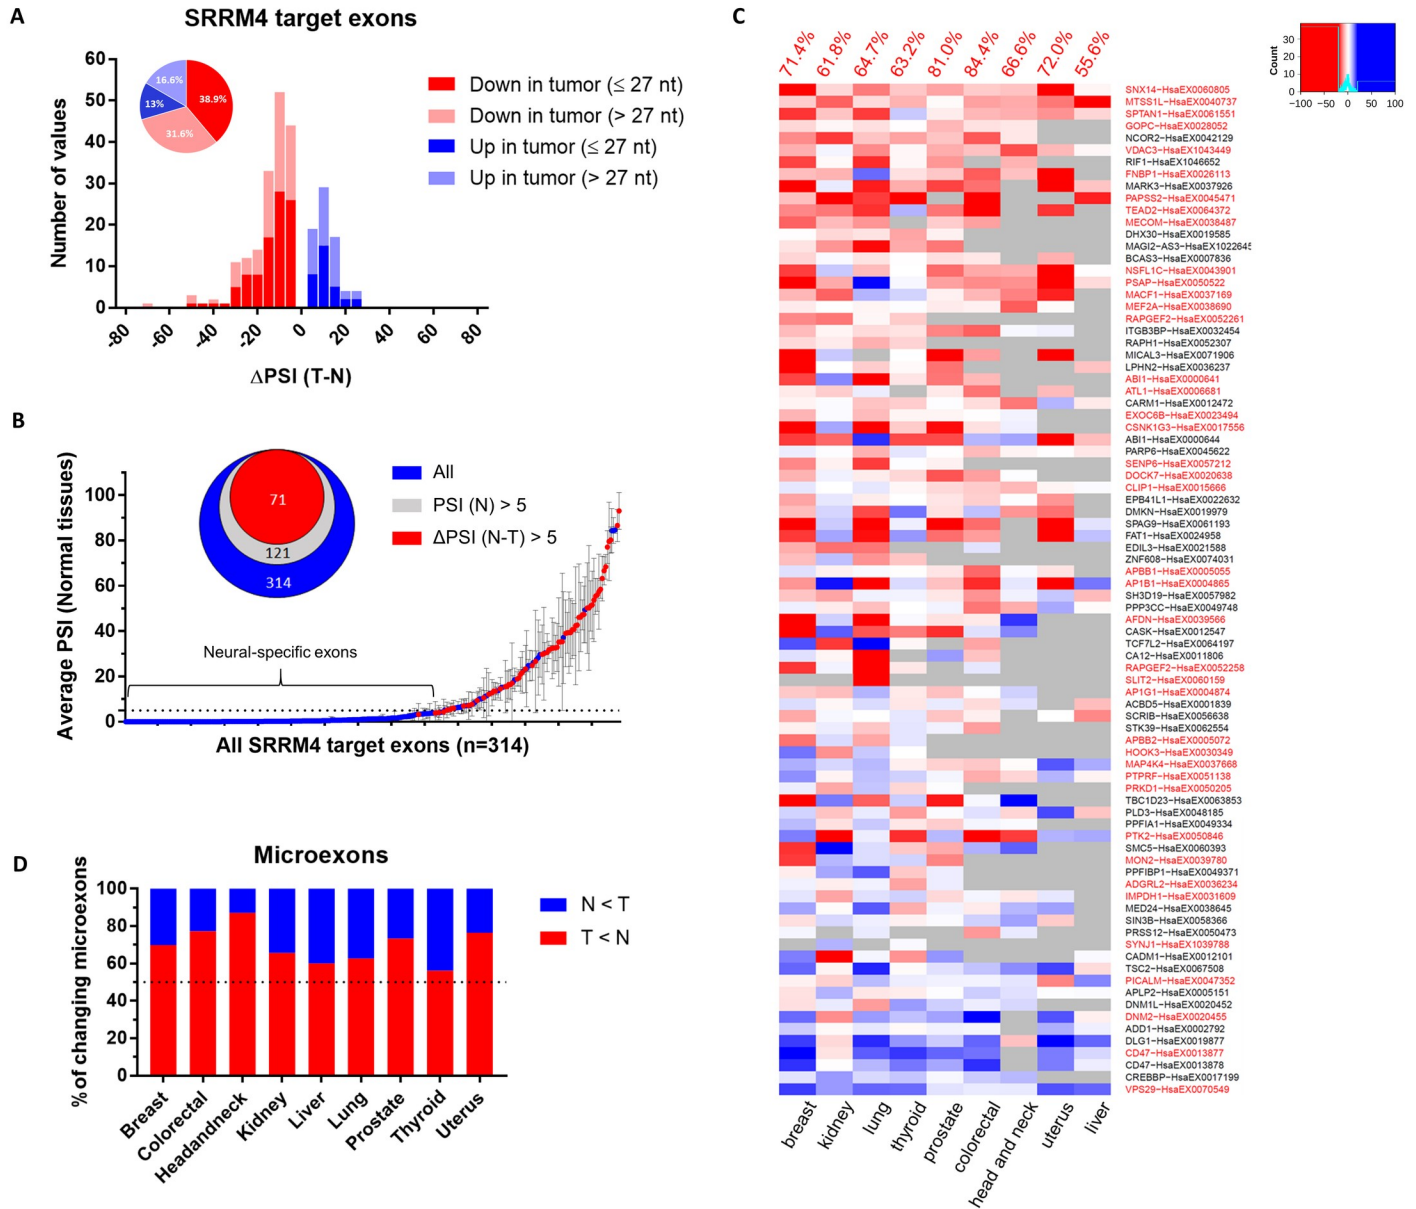 A
SRRM4 target exons
Number of values
60
50
40
30
20
10
0
16.6%
38.9%
13%
31.6%
Down in tumor (≤ 27 nt)
Down in tumor (> 27 nt)
Up in tumor (≤ 27 nt)
Up in tumor (> 27 nt)
-80
-60
-40
-20
0
20
40
60
80
ΔPSI (T-N)
B
Average PSI (Normal tissues)
100
80
60
40
20
0
71
121
314
All
PSI (N) > 5
ΔPSI (N-T) > 5
Neural-specific exons
All SRRM4 target exons (n=314)
D
Microexons
% of changing microexons
100
80
60
40
20
0
N < T
T < N
Breast
Colorectal
Headandneck
Kidney
Liver
Lung
Prostate
Thyroid
Uterus
C
71.4%
61.8%
64.7%
63.2%
81.0%
84.4%
66.6%
72.0%
55.6%
Count
30
20
10
0
−100
−50
0
50
100
SNX14−HsaEX0060805
MTSS1L−HsaEX0040737
SPTAN1−HsaEX0061551
GOPC−HsaEX0028052
NCOR2−HsaEX0042129
VDAC3−HsaEX1043449
RIF1−HsaEX1046652
FNBP1−HsaEX0026113
MARK3−HsaEX0037926
PAPSS2−HsaEX0045471
TEAD2−HsaEX0064372
MECOM−HsaEX0038487
DHX30−HsaEX0019585
MAGI2−AS3−HsaEX1022645
BCAS3−HsaEX0007836
NSFL1C−HsaEX0043901
PSAP−HsaEX0050522
MACF1−HsaEX0037169
MEF2A−HsaEX0038690
RAPGEF2−HsaEX0052261
ITGB3BP−HsaEX0032454
RAPH1−HsaEX0052307
MICAL3−HsaEX0071906
LPHN2−HsaEX0036237
ABI1−HsaEX0000641
ATL1−HsaEX0006681
CARM1−HsaEX0012472
EXOC6B−HsaEX0023494
CSNK1G3−HsaEX0017556
ABI1−HsaEX0000644
PARP6−HsaEX0045622
SENP6−HsaEX0057212
DOCK7−HsaEX0020638
CLIP1−HsaEX0015666
EPB41L1−HsaEX0022632
DMKN−HsaEX0019979
SPAG9−HsaEX0061193
FAT1−HsaEX0024958
EDIL3−HsaEX0021588
ZNF608−HsaEX0074031
APBB1−HsaEX0005055
AP1B1−HsaEX0004865
SH3D19−HsaEX0057982
PPP3CC−HsaEX0049748
AFDN−HsaEX0039566
CASK−HsaEX0012547
TCF7L2−HsaEX0064197
CA12−HsaEX0011806
RAPGEF2−HsaEX0052258
SLIT2−HsaEX0060159
AP1G1−HsaEX0004874
ACBD5−HsaEX0001839
SCRIB−HsaEX0056638
STK39−HsaEX0062554
APBB2−HsaEX0005072
HOOK3−HsaEX0030349
MAP4K4−HsaEX0037668
PTPRF−HsaEX0051138
PRKD1−HsaEX0050205
TBC1D23−HsaEX0063853
PLD3−HsaEX0048185
PPFIA1−HsaEX0049334
PTK2−HsaEX0050846
SMC5−HsaEX0060393
MON2−HsaEX0039780
PPFIBP1−HsaEX0049371
ADGRL2−HsaEX0036234
IMPDH1−HsaEX0031609
MED24−HsaEX0038645
SIN3B−HsaEX0058366
PRSS12−HsaEX0050473
SYNJ1−HsaEX1039788
CADM1−HsaEX0012101
TSC2−HsaEX0067508
PICALM−HsaEX0047352
APLP2−HsaEX0005151
DNM1L−HsaEX0020452
DNM2−HsaEX0020455
ADD1−HsaEX0002792
DLG1−HsaEX0019877
CD47−HsaEX0013877
CD47−HsaEX0013878
CREBBP−HsaEX0017199
VPS29−HsaEX0070549
breast
kidney
lung
thyroid
prostate
colorectal
head and neck
uterus
liver